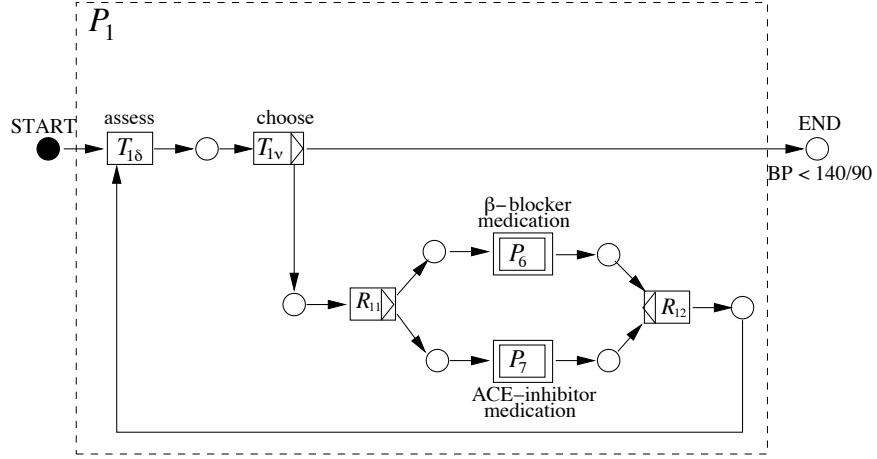 P₁
assess
choose
START
END
T₁δ
T₁ν
BP < 140/90
β−blocker
medication
P₆
R₁₁
R₁₂
P₇
ACE−inhibitor
medication